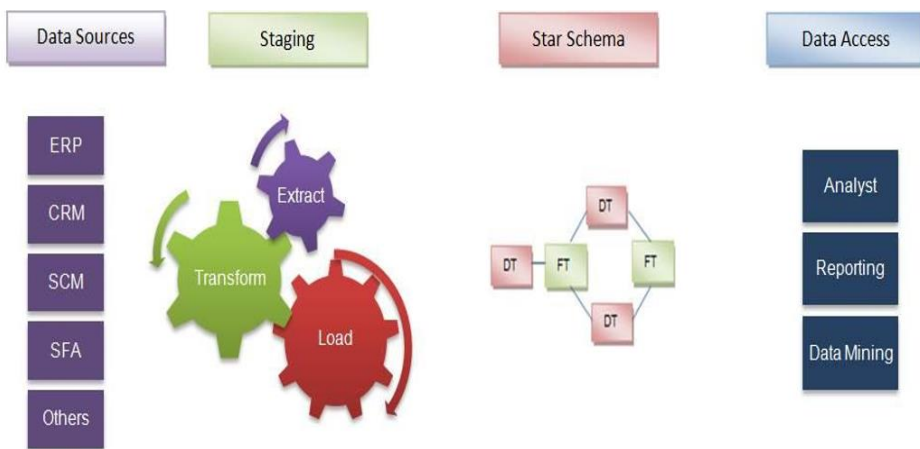 Data Sources
Staging
Star Schema
Data Access
ERP
CRM
SCM
SFA
Others
Extract
Transform
Load
DT
DT
FT
FT
DT
Analyst
Reporting
Data Mining